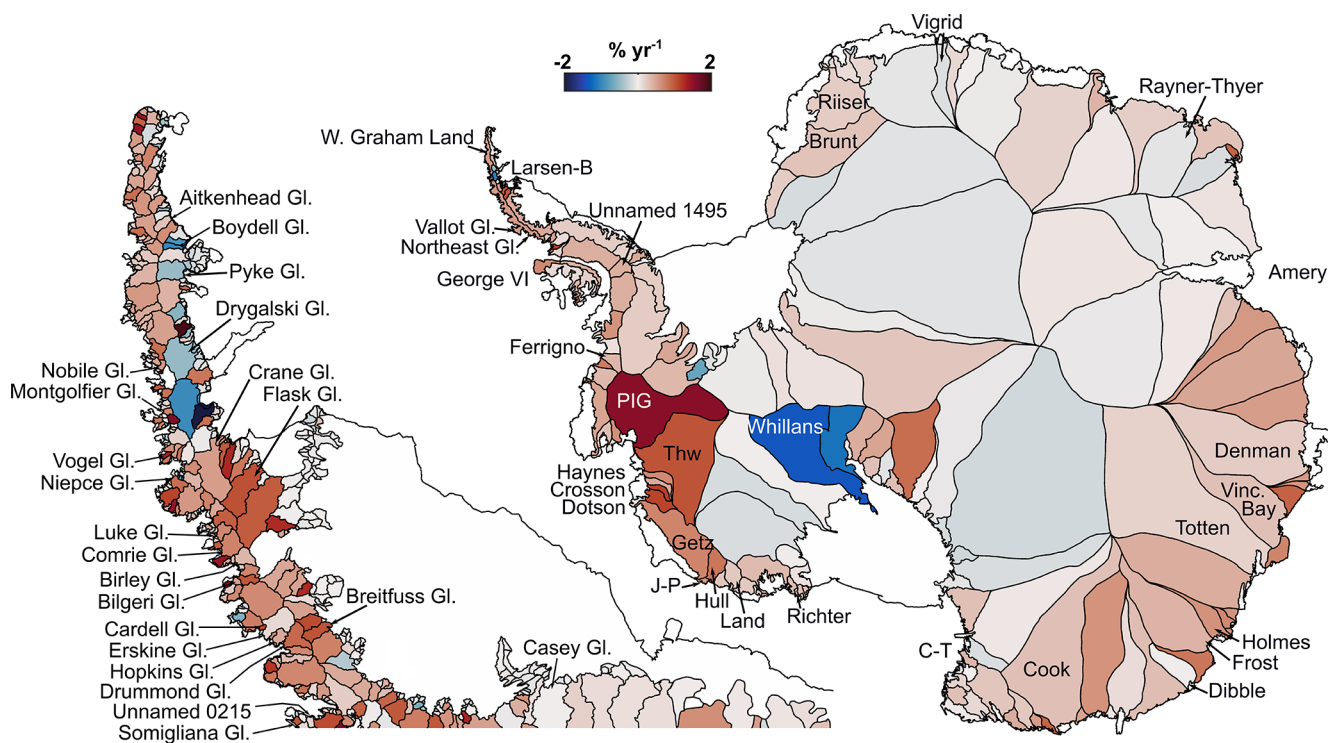 Vigrid
% yr-1
-2
2
Rayner-Thyer
Riiser
Brunt
W. Graham Land
Larsen-B
Aitkenhead Gl.
Boydell Gl.
Unnamed 1495
Vallot Gl.
Northeast Gl.
Pyke Gl.
George VI
Amery
Drygalski Gl.
Ferrigno
Nobile Gl.
Crane Gl.
Montgolfier Gl.
Flask Gl.
PIG
Whillans
Thw
Denman
Vogel Gl.
Niepce Gl.
Haynes
Crosson
Dotson
Vinc.
Bay
Totten
Luke Gl.
Comrie Gl.
Getz
Birley Gl.
Bilgeri Gl.
J-P
Hull
Land
Richter
Breitfuss Gl.
Cardell Gl.
Erskine Gl.
Hopkins Gl.
Drummond Gl.
Unnamed 0215
Somigliana Gl.
Casey Gl.
C-T
Cook
Holmes
Frost
Dibble